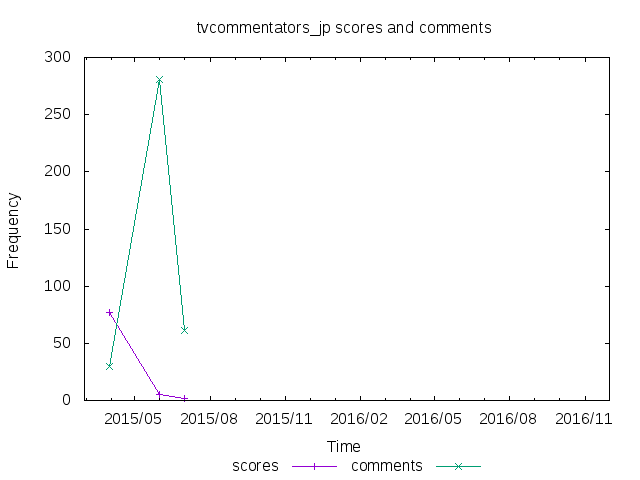 tvcommentators_jp scores and comments
300
250
200
150
100
50
0
Frequency
2015/05 2015/08 2015/11 2016/02 2016/05 2016/08 2016/11
Time
scores comments